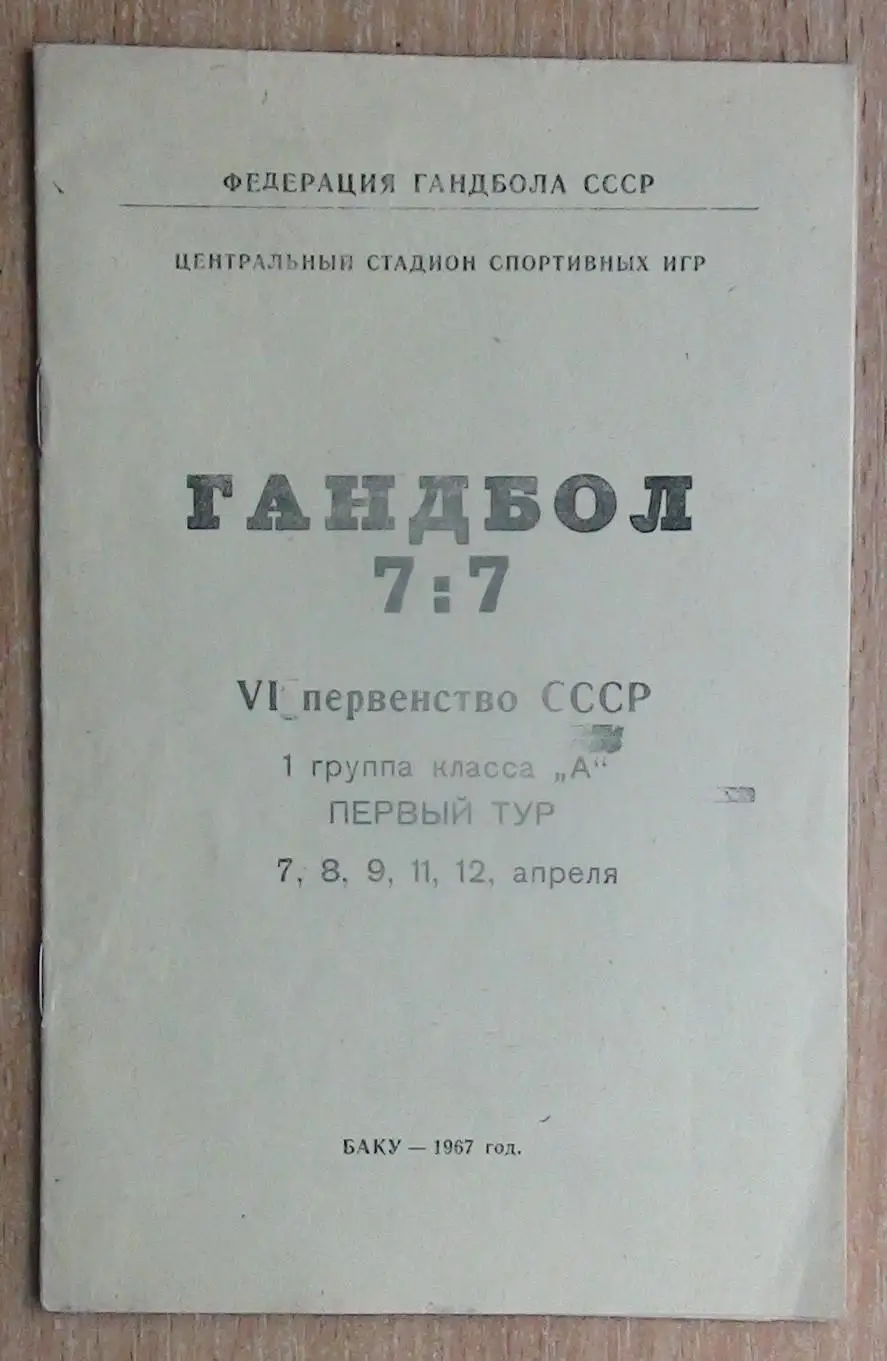 ФЕДЕРАЦИЯ ГАНДБОЛА СССР
ЦЕНТРАЛЬНЫЙ СТАДИОН СПОРТИВНЫХ ИГР
ГАНДБОЛ
7:7
VI первенство СССР
1 группа класса „А“
ПЕРВЫЙ ТУР
7, 8, 9, 11, 12, апреля
БАКУ — 1967 год.